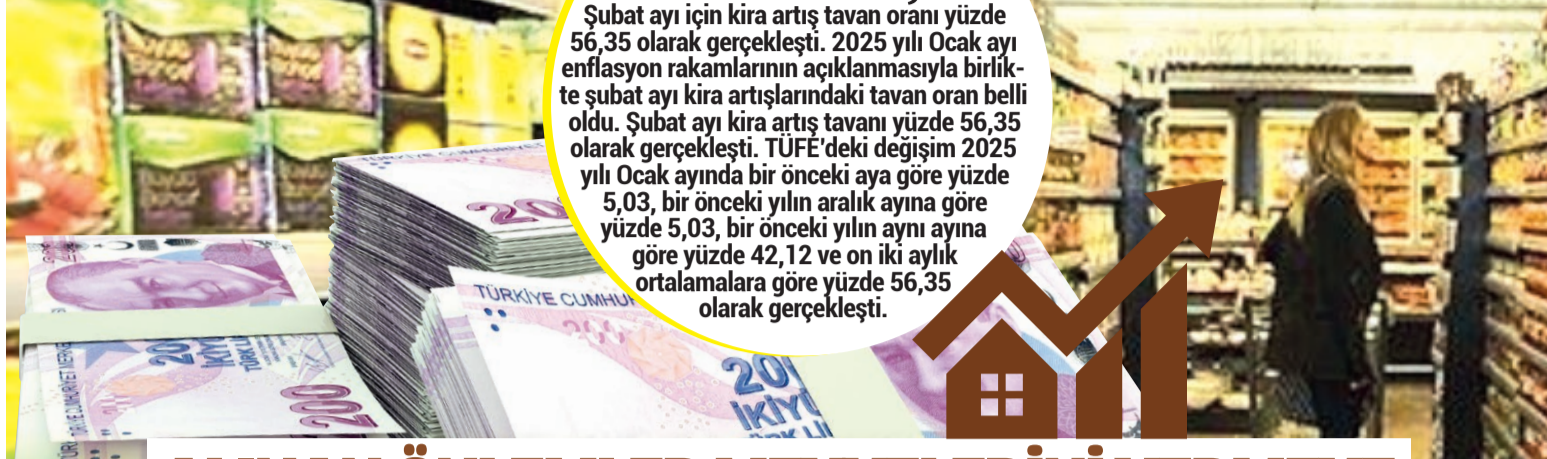 Şubat ayı için kira artış tavan oranı yüzde
56,35 olarak gerçekleşti. 2025 yılı Ocak ayı
enflasyon rakamlarının açıklanmasıyla birlik-
te şubat ayı kira artışlarındaki tavan oran belli
oldu. Şubat ayı kira artış tavanı yüzde 56,35
olarak gerçekleşti. TÜFE'deki değişim 2025
yılı Ocak ayında bir önceki aya göre yüzde
5,03, bir önceki yılın aralık ayına göre
yüzde 5,03, bir önceki yılın aynı ayına
göre yüzde 42,12 ve on iki aylık
ortalamalara göre yüzde 56,35
olarak gerçekleşti.
TÜRKİYE CUMHU
200
200